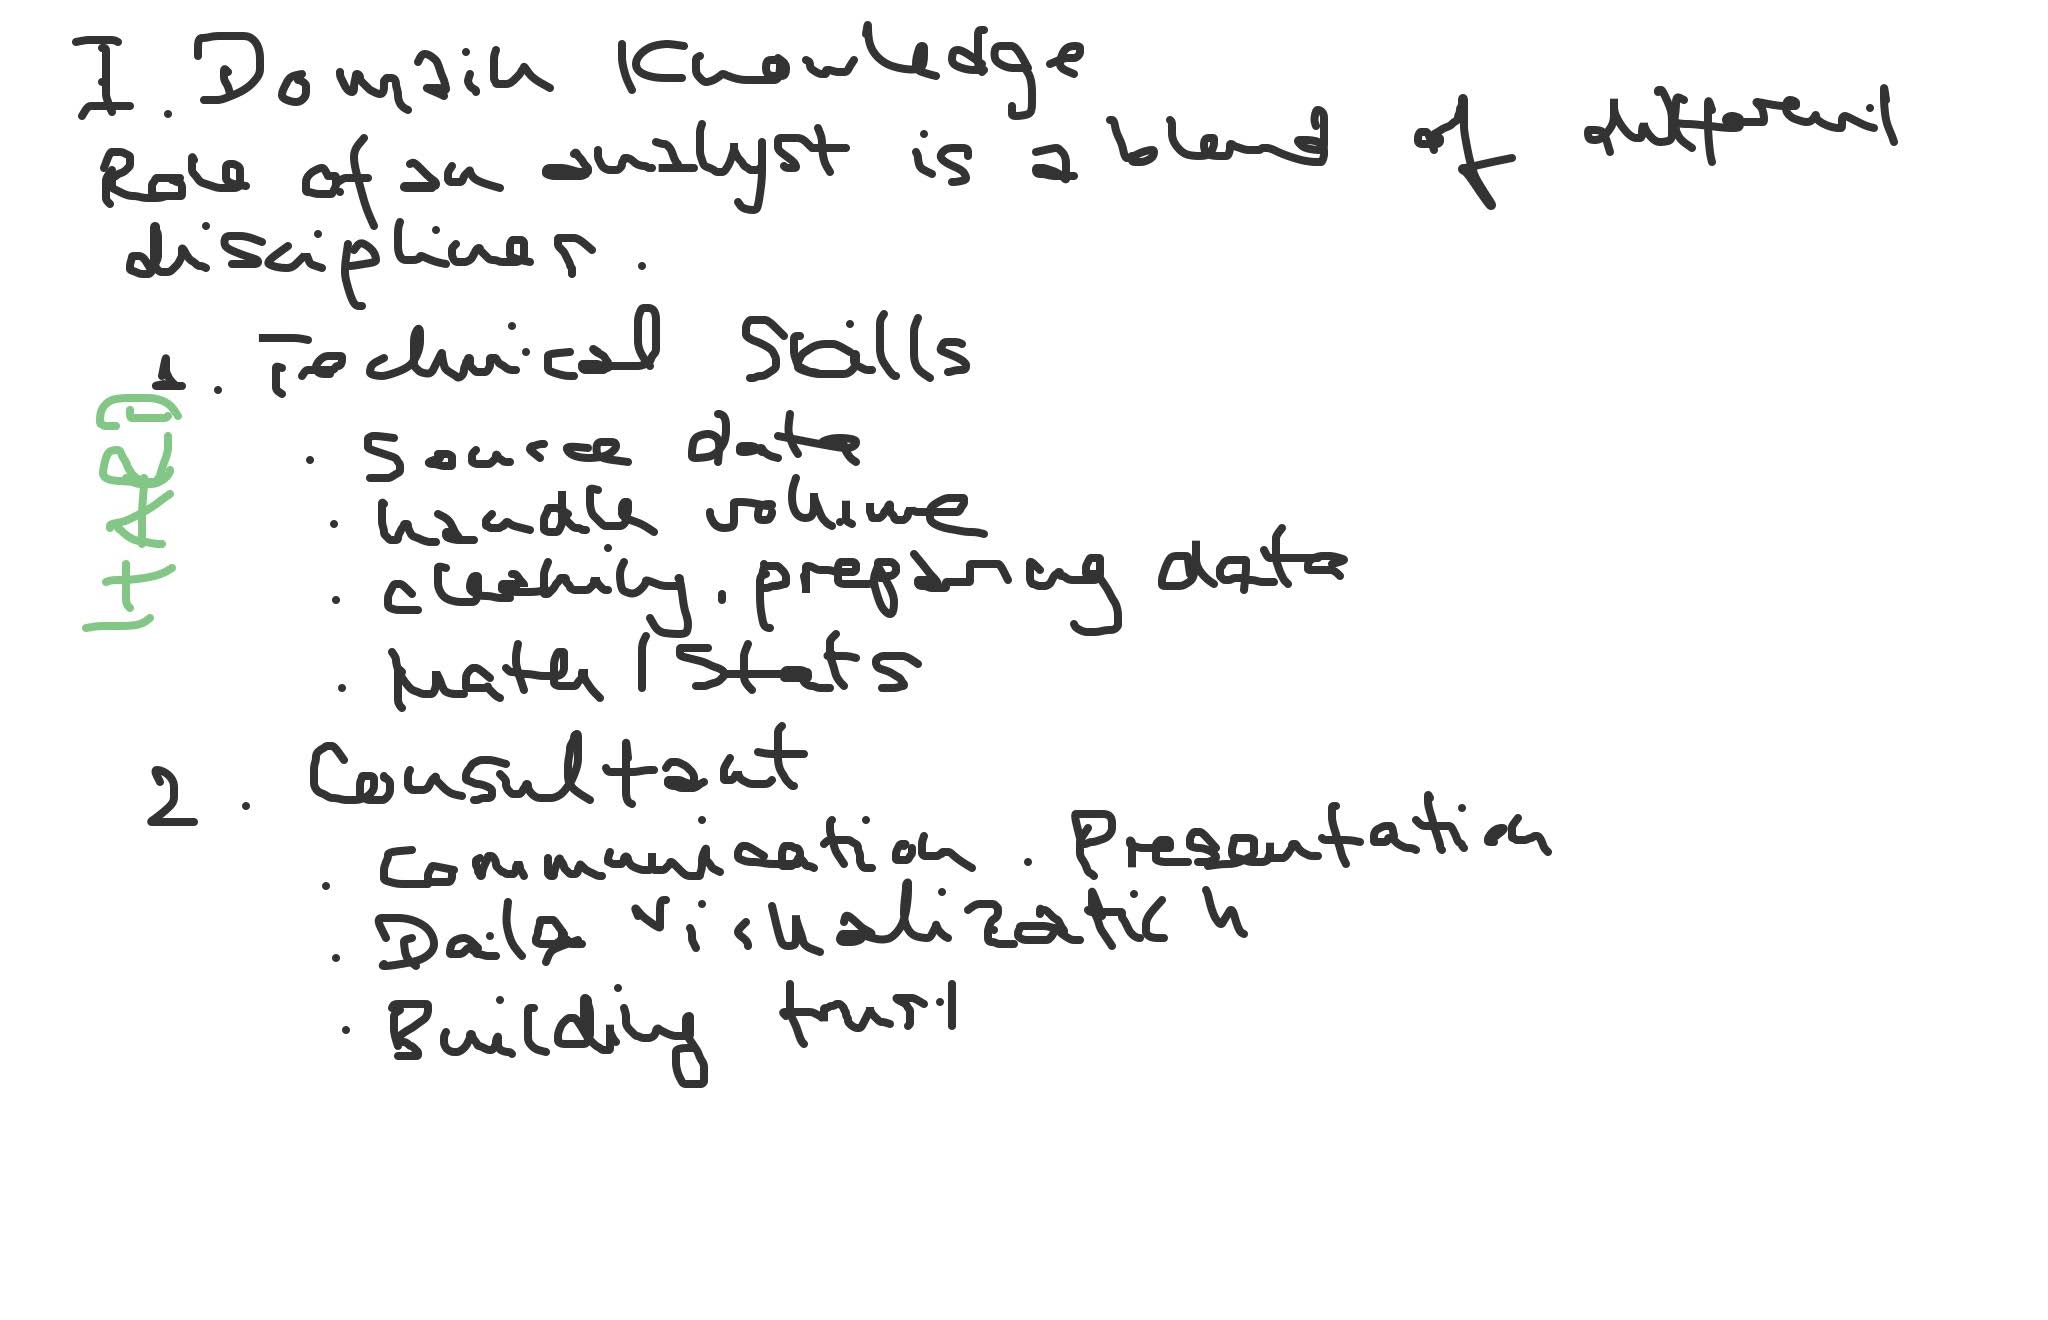 I. Domain Knowledge
Role of an analyst is a blend of different
disciplines.
1. Technical Skills
HARD
. Source data
. handle volume
. cleaning, preparing data
. Math / Stats
2. Consultant
. Communication. Presentation
. Data Visualization
. Building trust